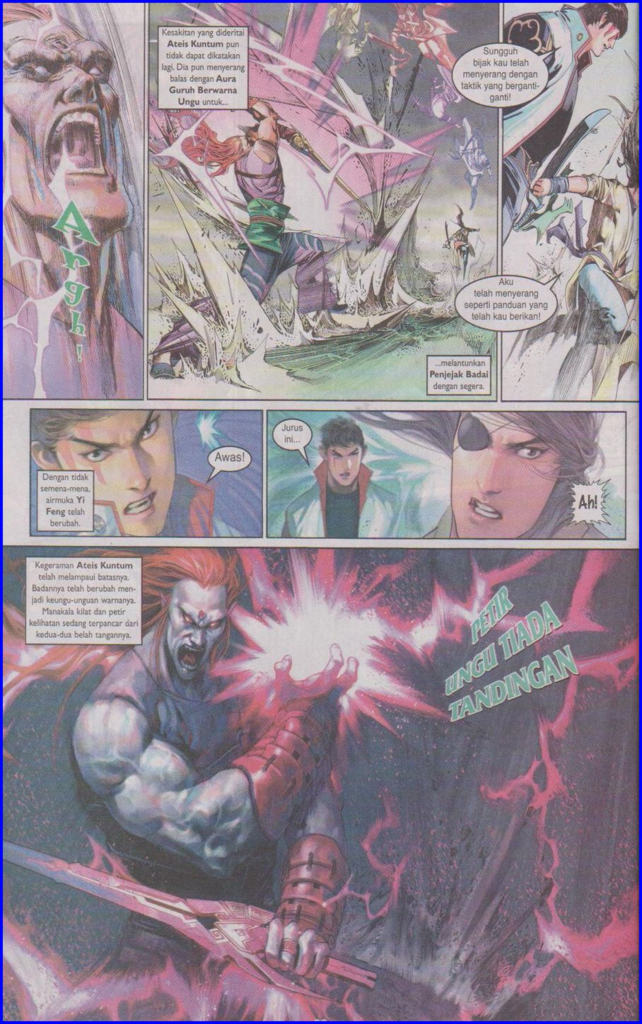 Argh!
Kesakitan yang dideritai
Ateis Kuntum pun
tidak dapat dikatakan
lagi. Dia pun menyerang
balas dengan Aura
Guruh Berwarna
Ungu untuk...
...melantunkan
Penjejak Badai
dengan segera.
Sungguh
bijak kau telah
menyerang dengan
taktik yang berganti-
ganti!
Aku
telah menyerang
seperti panduan yang
telah kau berikan!
Dengan tidak
semena-mena,
airmuka Yi
Feng telah
berubah.
Awas!
Jurus
ini...
Ah!
Kegeraman Ateis Kuntum
telah melampaui batasnya.
Badannya telah berubah men-
jadi keungu-unguan warnanya.
Manakala kilat dan petir
kelihatan sedang terpancar dari
kedua-dua belah tangannya.
PETIR
UNGU TIADA
TANDINGAN